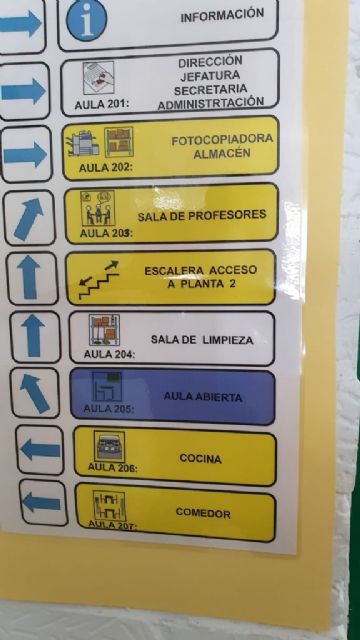 INFORMACIÓN
DIRECCIÓN
JEFATURA
SECRETARIA
AULA 201: ADMINISTRTACIÓN
FOTOCOPIADORA
ALMACÉN
AULA 202:
SALA DE PROFESORES
AULA 203:
ESCALERA ACCESO
A PLANTA 2
SALA DE LIMPIEZA
AULA 204:
AULA ABIERTA
AULA 205:
COCINA
AULA 206:
COMEDOR
AULA 207: